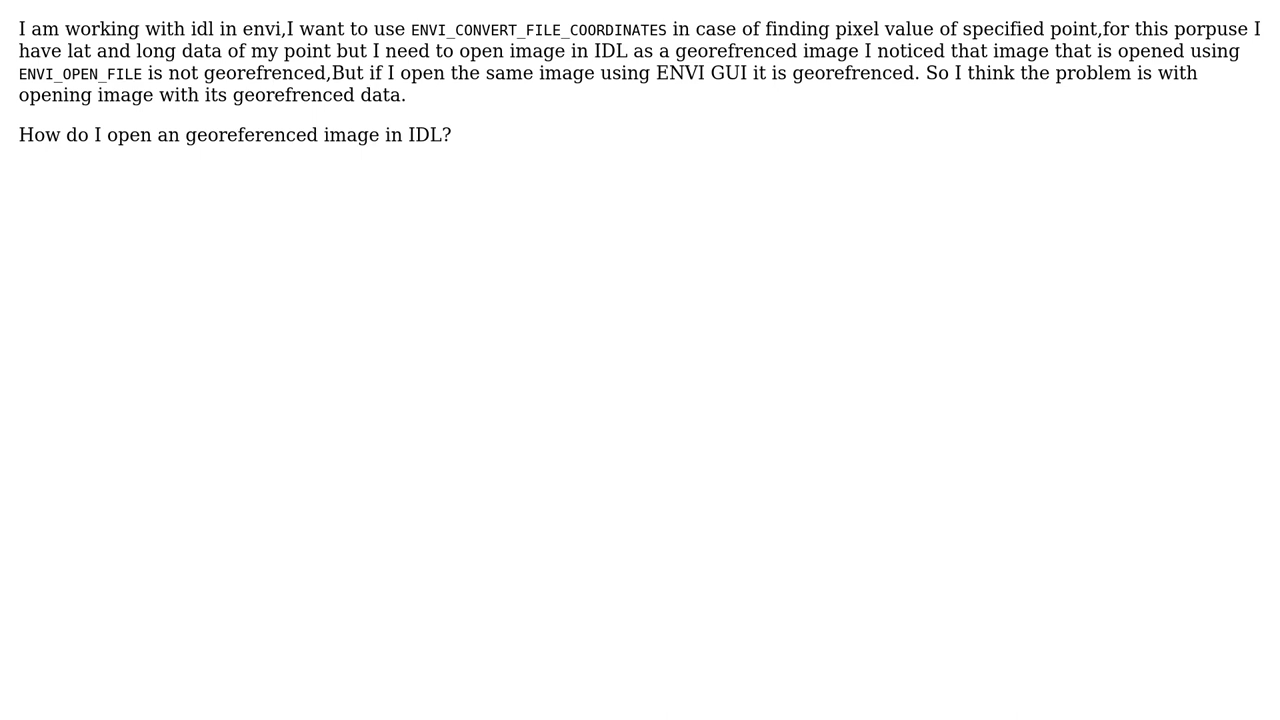 I am working with idl in envi,I want to use ENVI_CONVERT_FILE_COORDINATES in case of finding pixel value of specified point,for this porpuse I
have lat and long data of my point but I need to open image in IDL as a georefrenced image I noticed that image that is opened using
ENVI_OPEN_FILE is not georefrenced,But if I open the same image using ENVI GUI it is georefrenced. So I think the problem is with
opening image with its georefrenced data.
How do I open an georeferenced image in IDL?